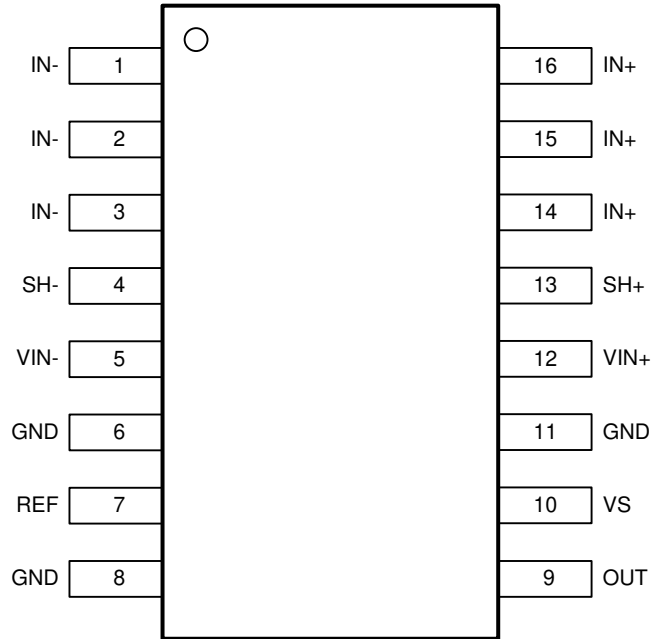 IN- 1 16 IN+
IN- 2 15 IN+
IN- 3 14 IN+
SH- 4 13 SH+
VIN- 5 12 VIN+
GND 6 11 GND
REF 7 10 VS
GND 8 9 OUT